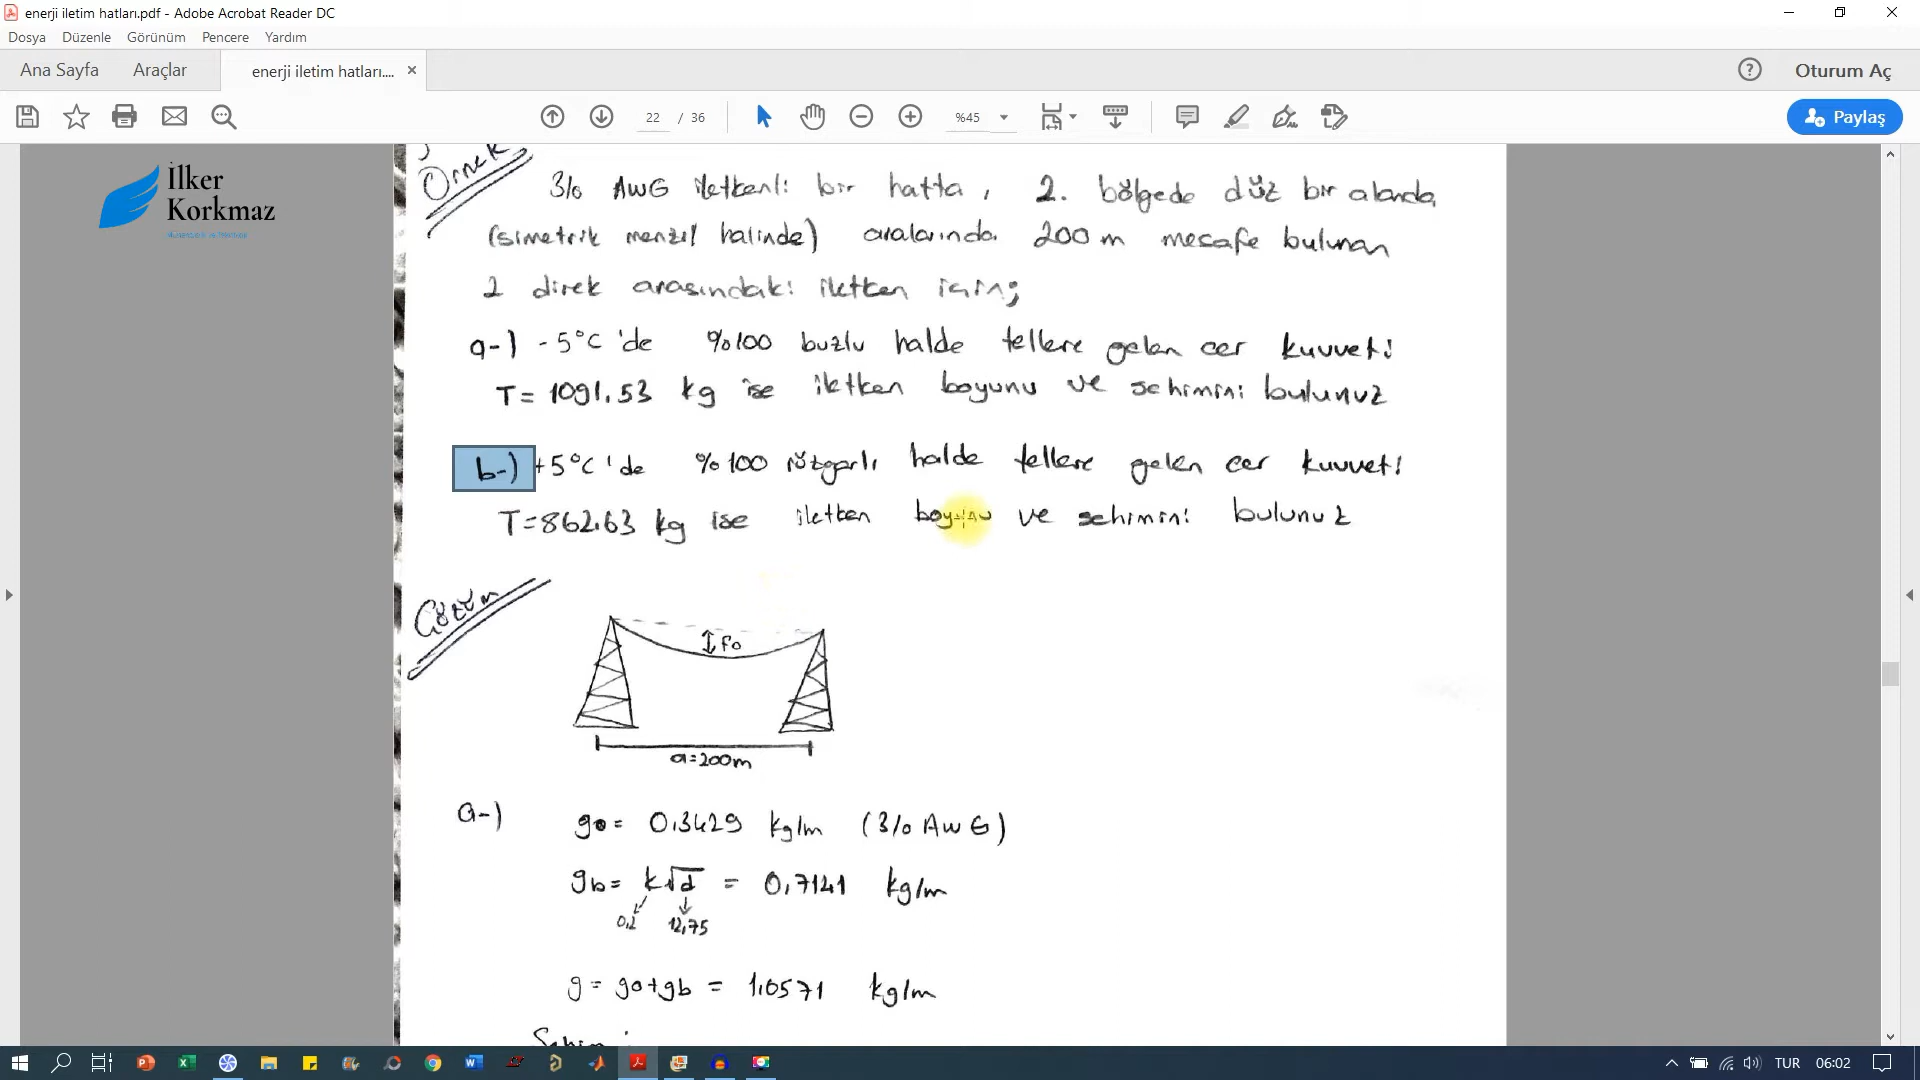 enerji iletim hatları.pdf - Adobe Acrobat Reader DC
Dosya Düzenle Görünüm Pencere Yardım
Ana Sayfa Araçlar enerji iletim hatları.... × Oturum Aç
22 / 36 %45 Paylaş
İlker
Korkmaz
Örnek 3/0 AWG iletkenli bir hatta, 2. bölgede düz bir alanda,
(simetrik menzil halinde) aralarında 200 m mesafe bulunan
2 direk arasındaki iletken için;
a-) -5°C 'de %100 buzlu halde tellere gelen cer kuvveti
T= 1091.53 kg ise iletken boyunu ve sehimini bulunuz
b-) +5°C 'de %100 rüzgarlı halde tellere gelen cer kuvveti
T=862.63 kg ise iletken boyunu ve sehimini bulunuz
Çözüm
fo
a=200m
a-) go= 0.3429 kg/m (3/0 AWG)
gb= k√d = 0,7141 kg/m
0,2 12,75
g= go+gb = 1.0571 kg/m
Sehim
TUR 06:02